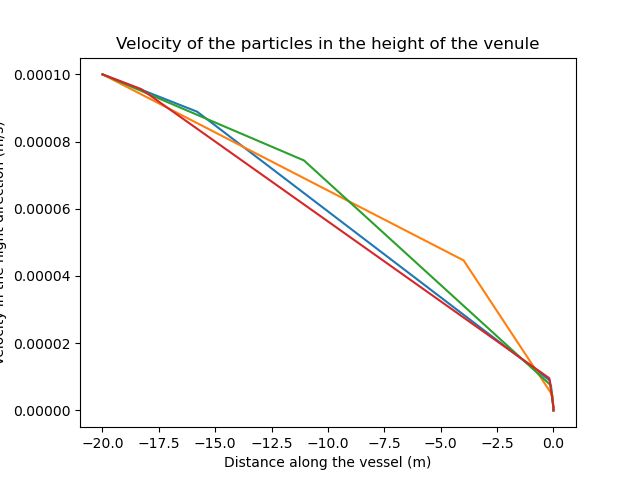 Velocity of the particles in the height of the venule
0.00010
0.00008
0.00006
0.00004
0.00002
0.00000
−20.0 −17.5 −15.0 −12.5 −10.0 −7.5 −5.0 −2.5 0.0
Distance along the vessel (m)